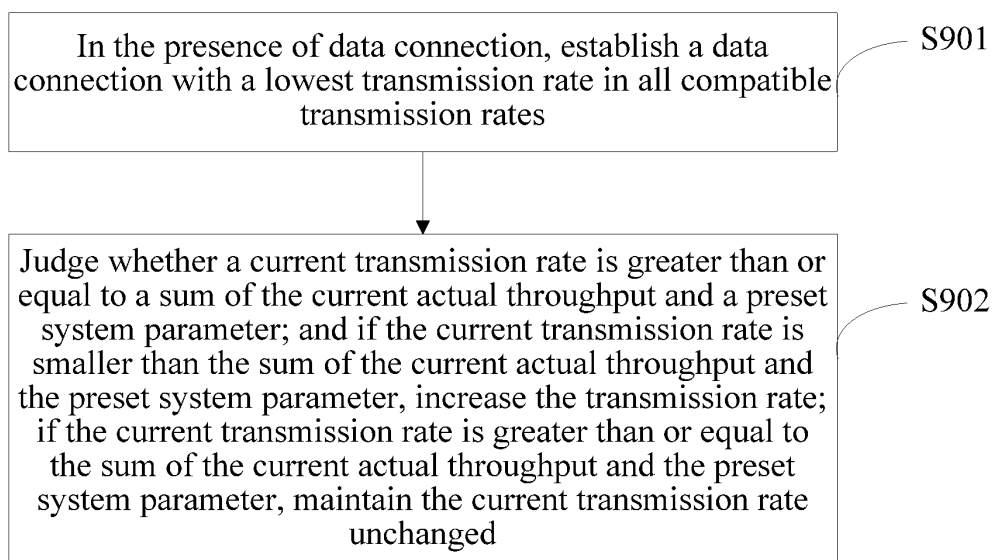 In the presence of data connection, establish a data
connection with a lowest transmission rate in all compatible
transmission rates
S901
Judge whether a current transmission rate is greater than or
equal to a sum of the current actual throughput and a preset
system parameter; and if the current transmission rate is
smaller than the sum of the current actual throughput and
the preset system parameter, increase the transmission rate;
if the current transmission rate is greater than or equal to
the sum of the current actual throughput and the preset
system parameter, maintain the current transmission rate
unchanged
S902